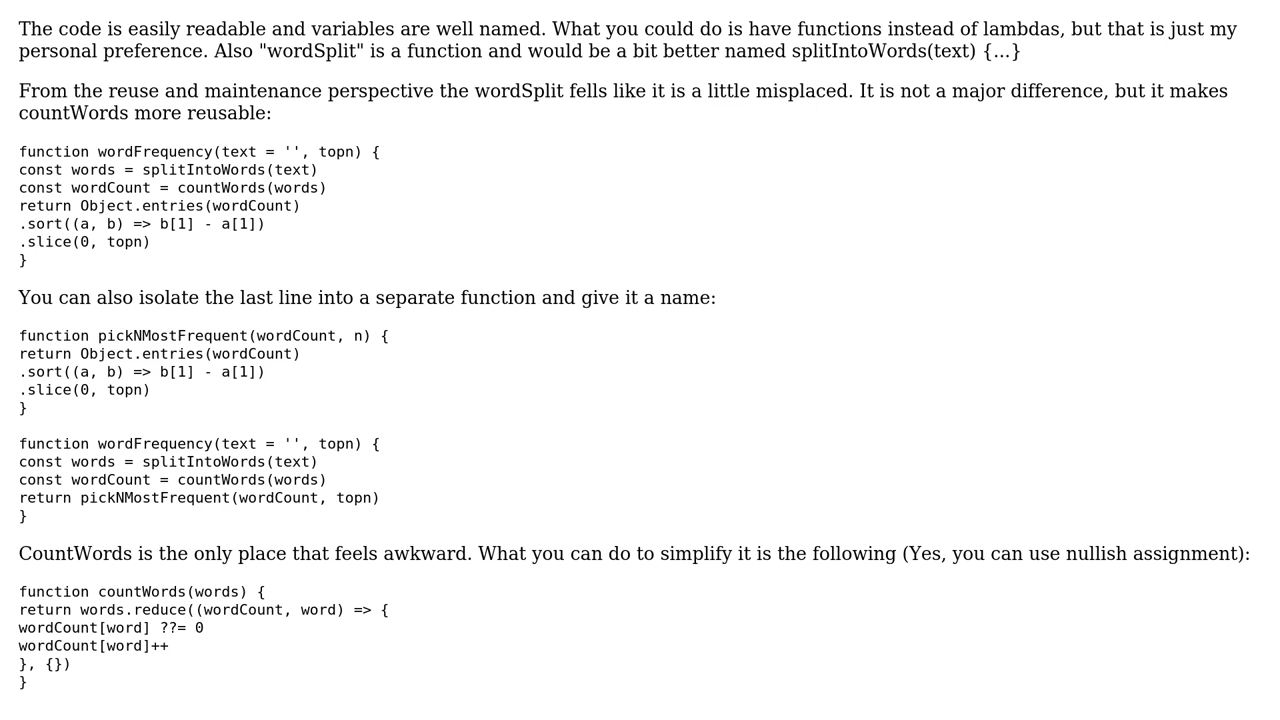 The code is easily readable and variables are well named. What you could do is have functions instead of lambdas, but that is just my
personal preference. Also "wordSplit" is a function and would be a bit better named splitIntoWords(text) {...}
From the reuse and maintenance perspective the wordSplit fells like it is a little misplaced. It is not a major difference, but it makes
countWords more reusable:
function wordFrequency(text = '', topn) {
const words = splitIntoWords(text)
const wordCount = countWords(words)
return Object.entries(wordCount)
.sort((a, b) => b[1] - a[1])
.slice(0, topn)
}
You can also isolate the last line into a separate function and give it a name:
function pickNMostFrequent(wordCount, n) {
return Object.entries(wordCount)
.sort((a, b) => b[1] - a[1])
.slice(0, topn)
}
function wordFrequency(text = '', topn) {
const words = splitIntoWords(text)
const wordCount = countWords(words)
return pickNMostFrequent(wordCount, topn)
}
CountWords is the only place that feels awkward. What you can do to simplify it is the following (Yes, you can use nullish assignment):
function countWords(words) {
return words.reduce((wordCount, word) => {
wordCount[word] ??= 0
wordCount[word]++
}, {})
}